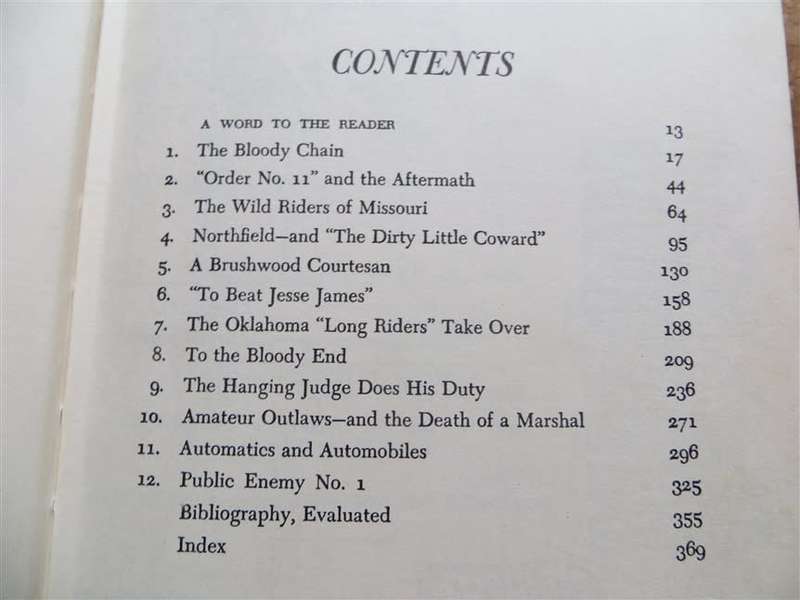 CONTENTS
A WORD TO THE READER 13
1. The Bloody Chain 17
2. “Order No. 11” and the Aftermath 44
3. The Wild Riders of Missouri 64
4. Northfield—and “The Dirty Little Coward” 95
5. A Brushwood Courtesan 130
6. “To Beat Jesse James” 158
7. The Oklahoma “Long Riders” Take Over 188
8. To the Bloody End 209
9. The Hanging Judge Does His Duty 236
10. Amateur Outlaws—and the Death of a Marshal 271
11. Automatics and Automobiles 296
12. Public Enemy No. 1 325
Bibliography, Evaluated 355
Index 369